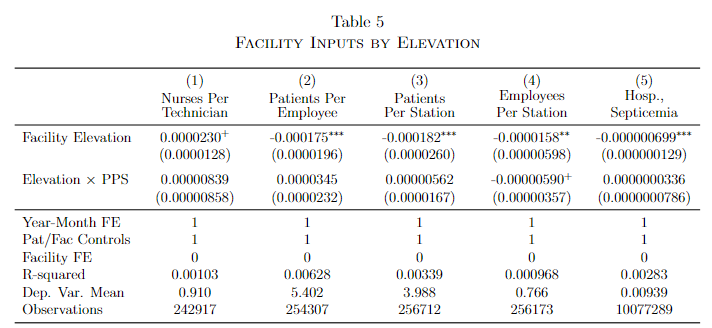 Table 5
FACILITY INPUTS BY ELEVATION
(1) (2) (3) (4) (5)
Nurses Per Patients Per Patients Employees Hosp.,
Technician Employee Per Station Per Station Septicemia
Facility Elevation 0.0000230+ -0.000175*** -0.000182*** -0.0000158** -0.000000699***
(0.0000128) (0.0000196) (0.0000260) (0.00000598) (0.000000129)
Elevation × PPS 0.00000839 0.0000345 0.00000562 -0.00000590+ 0.0000000336
(0.00000858) (0.0000232) (0.0000167) (0.00000357) (0.0000000786)
Year-Month FE 1 1 1 1 1
Pat/Fac Controls 1 1 1 1 1
Facility FE 0 0 0 0 0
R-squared 0.00103 0.00628 0.00339 0.000968 0.00283
Dep. Var. Mean 0.910 5.402 3.988 0.766 0.00939
Observations 242917 254307 256712 256173 10077289